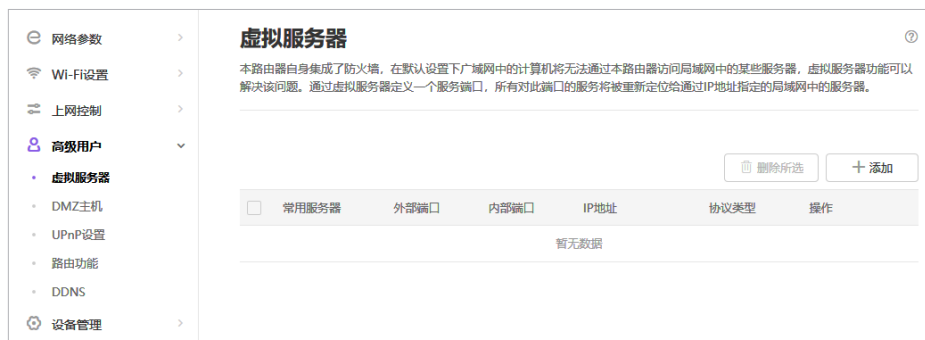 网络参数
Wi-Fi设置
上网控制
高级用户
虚拟服务器
DMZ主机
UPnP设置
路由功能
DDNS
设备管理
虚拟服务器
本路由器自身集成了防火墙，在默认设置下广域网中的计算机将无法通过本路由器访问局域网中的某些服务器，虚拟服务器功能可以
解决该问题。通过虚拟服务器定义一个服务端口，所有对此端口的服务将被重新定位给通过IP地址指定的局域网中的服务器。
删除所选 添加
常用服务器 外部端口 内部端口 IP地址 协议类型 操作
暂无数据